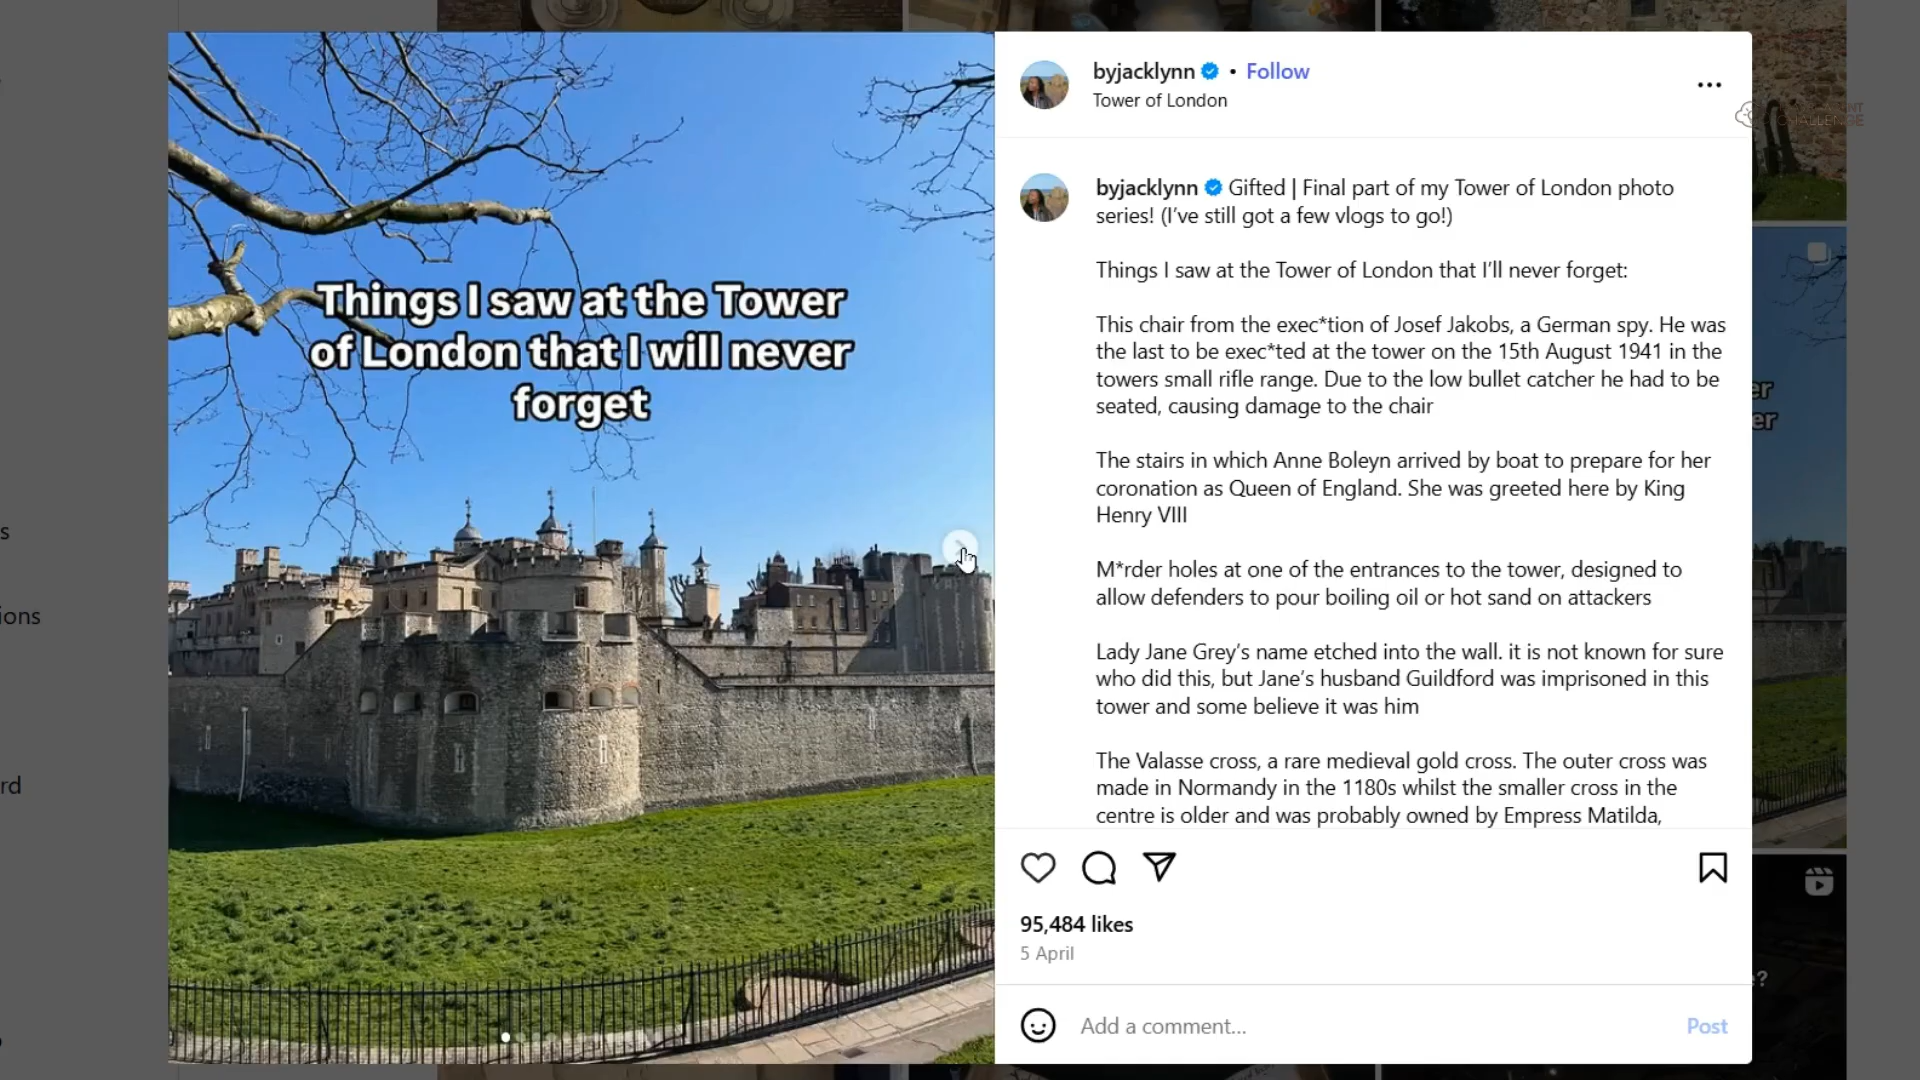 Things I saw at the Tower
of London that I will never
forget
byjacklynn • Follow
Tower of London
CHALLENGE
byjacklynn Gifted | Final part of my Tower of London photo
series! (I've still got a few vlogs to go!)
Things I saw at the Tower of London that I'll never forget:
This chair from the exec*tion of Josef Jakobs, a German spy. He was
the last to be exec*ted at the tower on the 15th August 1941 in the
towers small rifle range. Due to the low bullet catcher he had to be
seated, causing damage to the chair
The stairs in which Anne Boleyn arrived by boat to prepare for her
coronation as Queen of England. She was greeted here by King
Henry VIII
M*rder holes at one of the entrances to the tower, designed to
allow defenders to pour boiling oil or hot sand on attackers
Lady Jane Grey's name etched into the wall. it is not known for sure
who did this, but Jane's husband Guildford was imprisoned in this
tower and some believe it was him
The Valasse cross, a rare medieval gold cross. The outer cross was
made in Normandy in the 1180s whilst the smaller cross in the
centre is older and was probably owned by Empress Matilda,
95,484 likes
5 April
Add a comment... Post